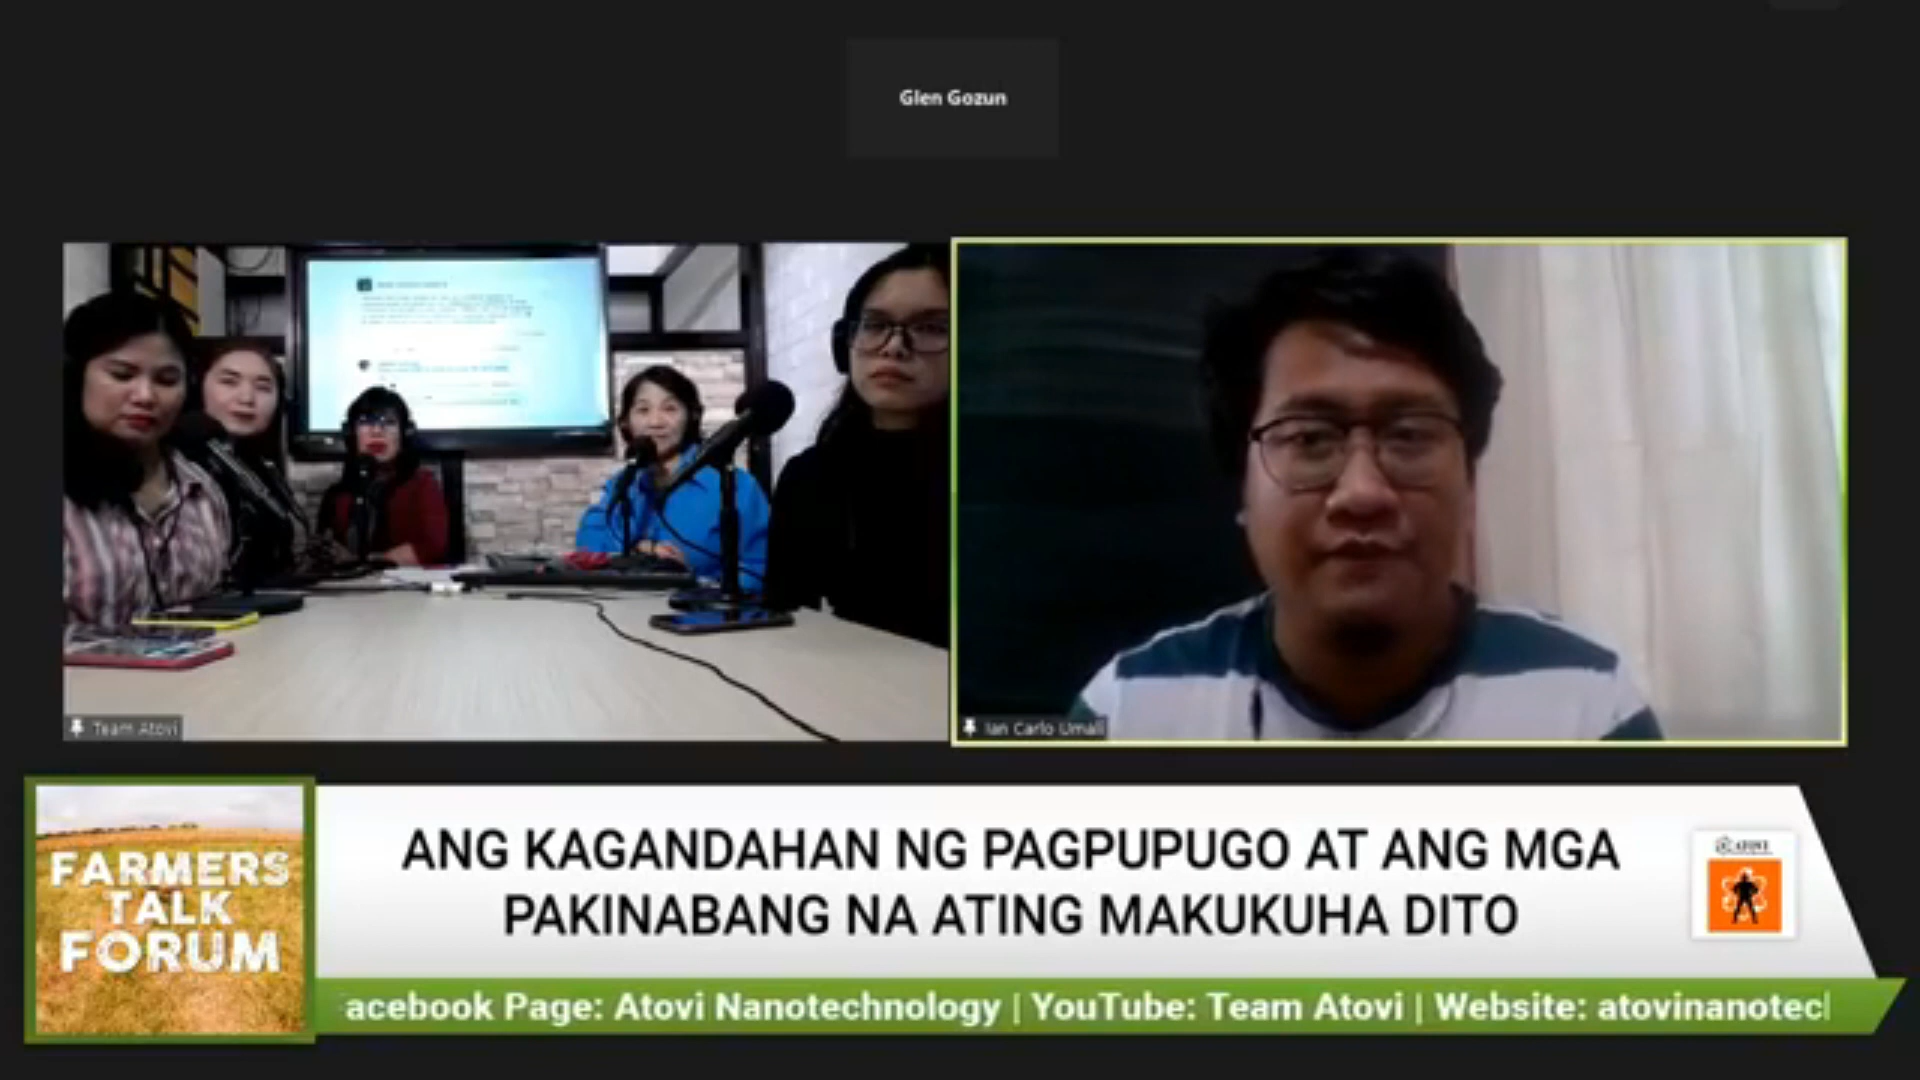 Glen Gozun
Team Atovi
Ian Carlo Umali
FARMERS
TALK
FORUM
ANG KAGANDAHAN NG PAGPUPUGO AT ANG MGA
PAKINABANG NA ATING MAKUKUHA DITO
ATOVI
acebook Page: Atovi Nanotechnology | YouTube: Team Atovi | Website: atovinanotec